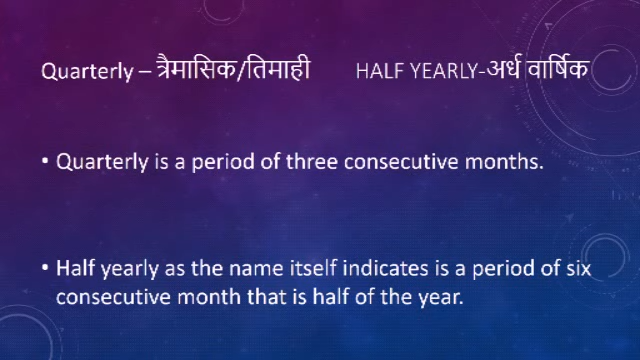 Quarterly – त्रैमासिक/तिमाही HALF YEARLY-अर्ध वार्षिक
• Quarterly is a period of three consecutive months.
• Half yearly as the name itself indicates is a period of six
consecutive month that is half of the year.